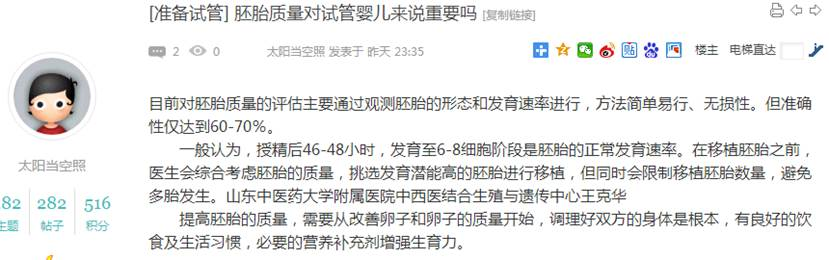 [准备试管] 胚胎质量对试管婴儿来说重要吗 [复制链接]
2 0 太阳当空照 发表于 昨天 23:35 楼主 电梯直达
目前对胚胎质量的评估主要通过观测胚胎的形态和发育速率进行，方法简单易行、无损性。但准确
性仅达到60-70%。
一般认为，授精后46-48小时，发育至6-8细胞阶段是胚胎的正常发育速率。在移植胚胎之前，
医生会综合考虑胚胎的质量，挑选发育潜能高的胚胎进行移植，但同时会限制移植胚胎数量，避免
多胎发生。山东中医药大学附属医院中西医结合生殖与遗传中心王克华
提高胚胎的质量，需要从改善卵子和卵子的质量开始，调理好双方的身体是根本，有良好的饮
食及生活习惯，必要的营养补充剂增强生育力。
太阳当空照
82 282 516
主题 帖子 积分